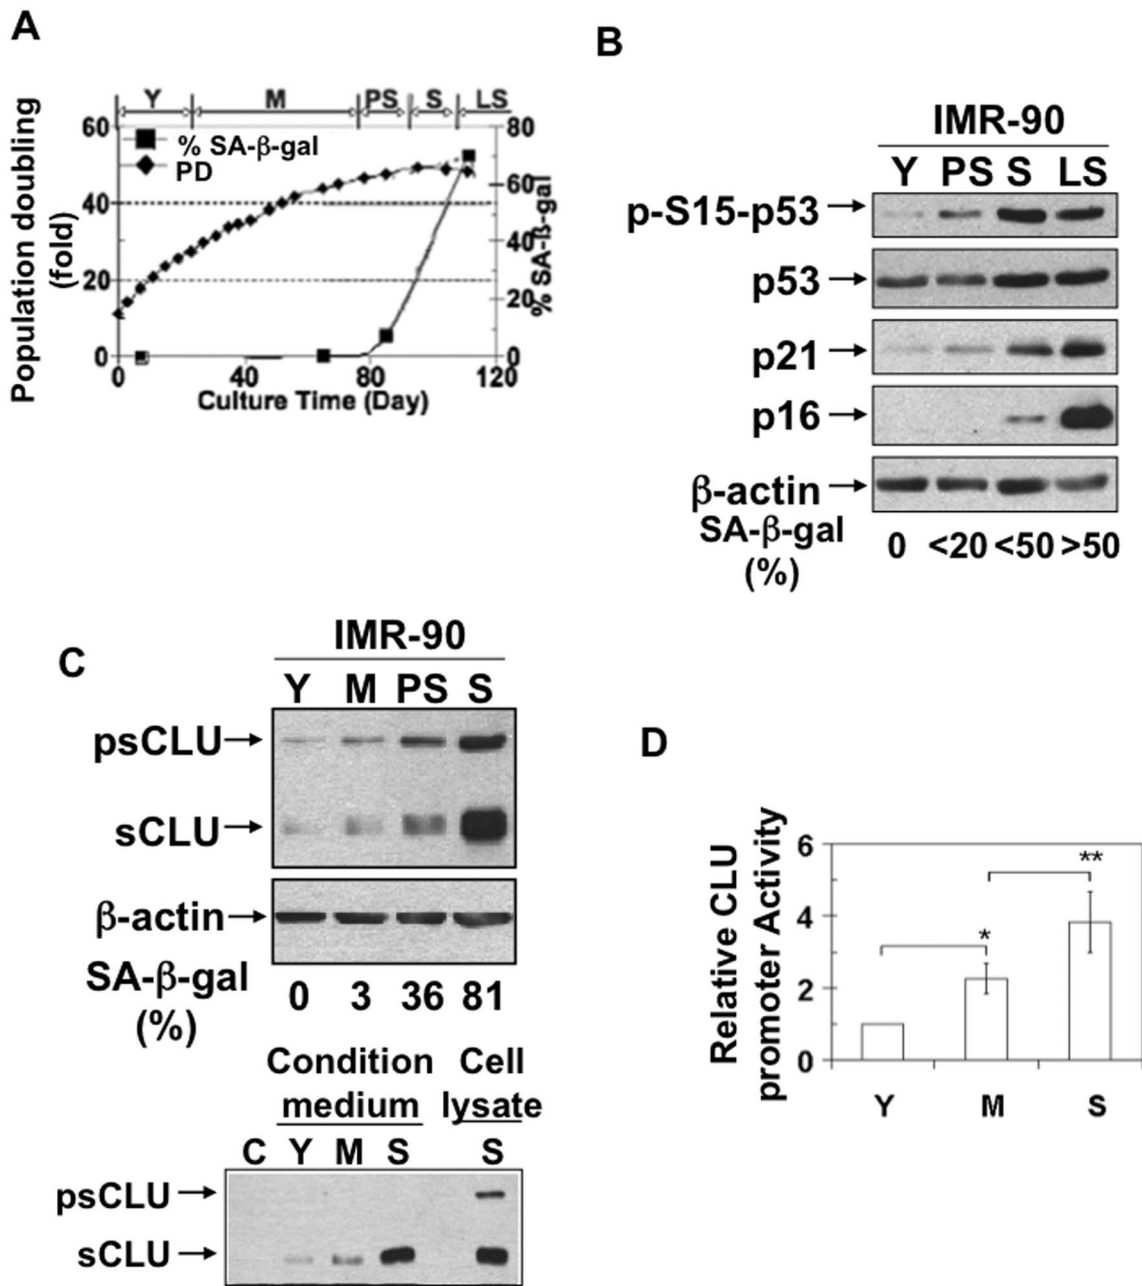 A
Y M PS S LS
Population doubling
(fold)
60
40
20
0
% SA-β-gal
PD
80
60
40
20
0
% SA-β-gal
0 40 80 120
Culture Time (Day)
B
IMR-90
Y PS S LS
p-S15-p53
p53
p21
p16
β-actin
SA-β-gal
(%)
0 <20 <50 >50
C
IMR-90
Y M PS S
psCLU
sCLU
β-actin
SA-β-gal
(%)
0 3 36 81
Condition
medium
Cell
lysate
C Y M S S
psCLU
sCLU
D
Relative CLU
promoter Activity
6
4
2
0
*
**
Y M S